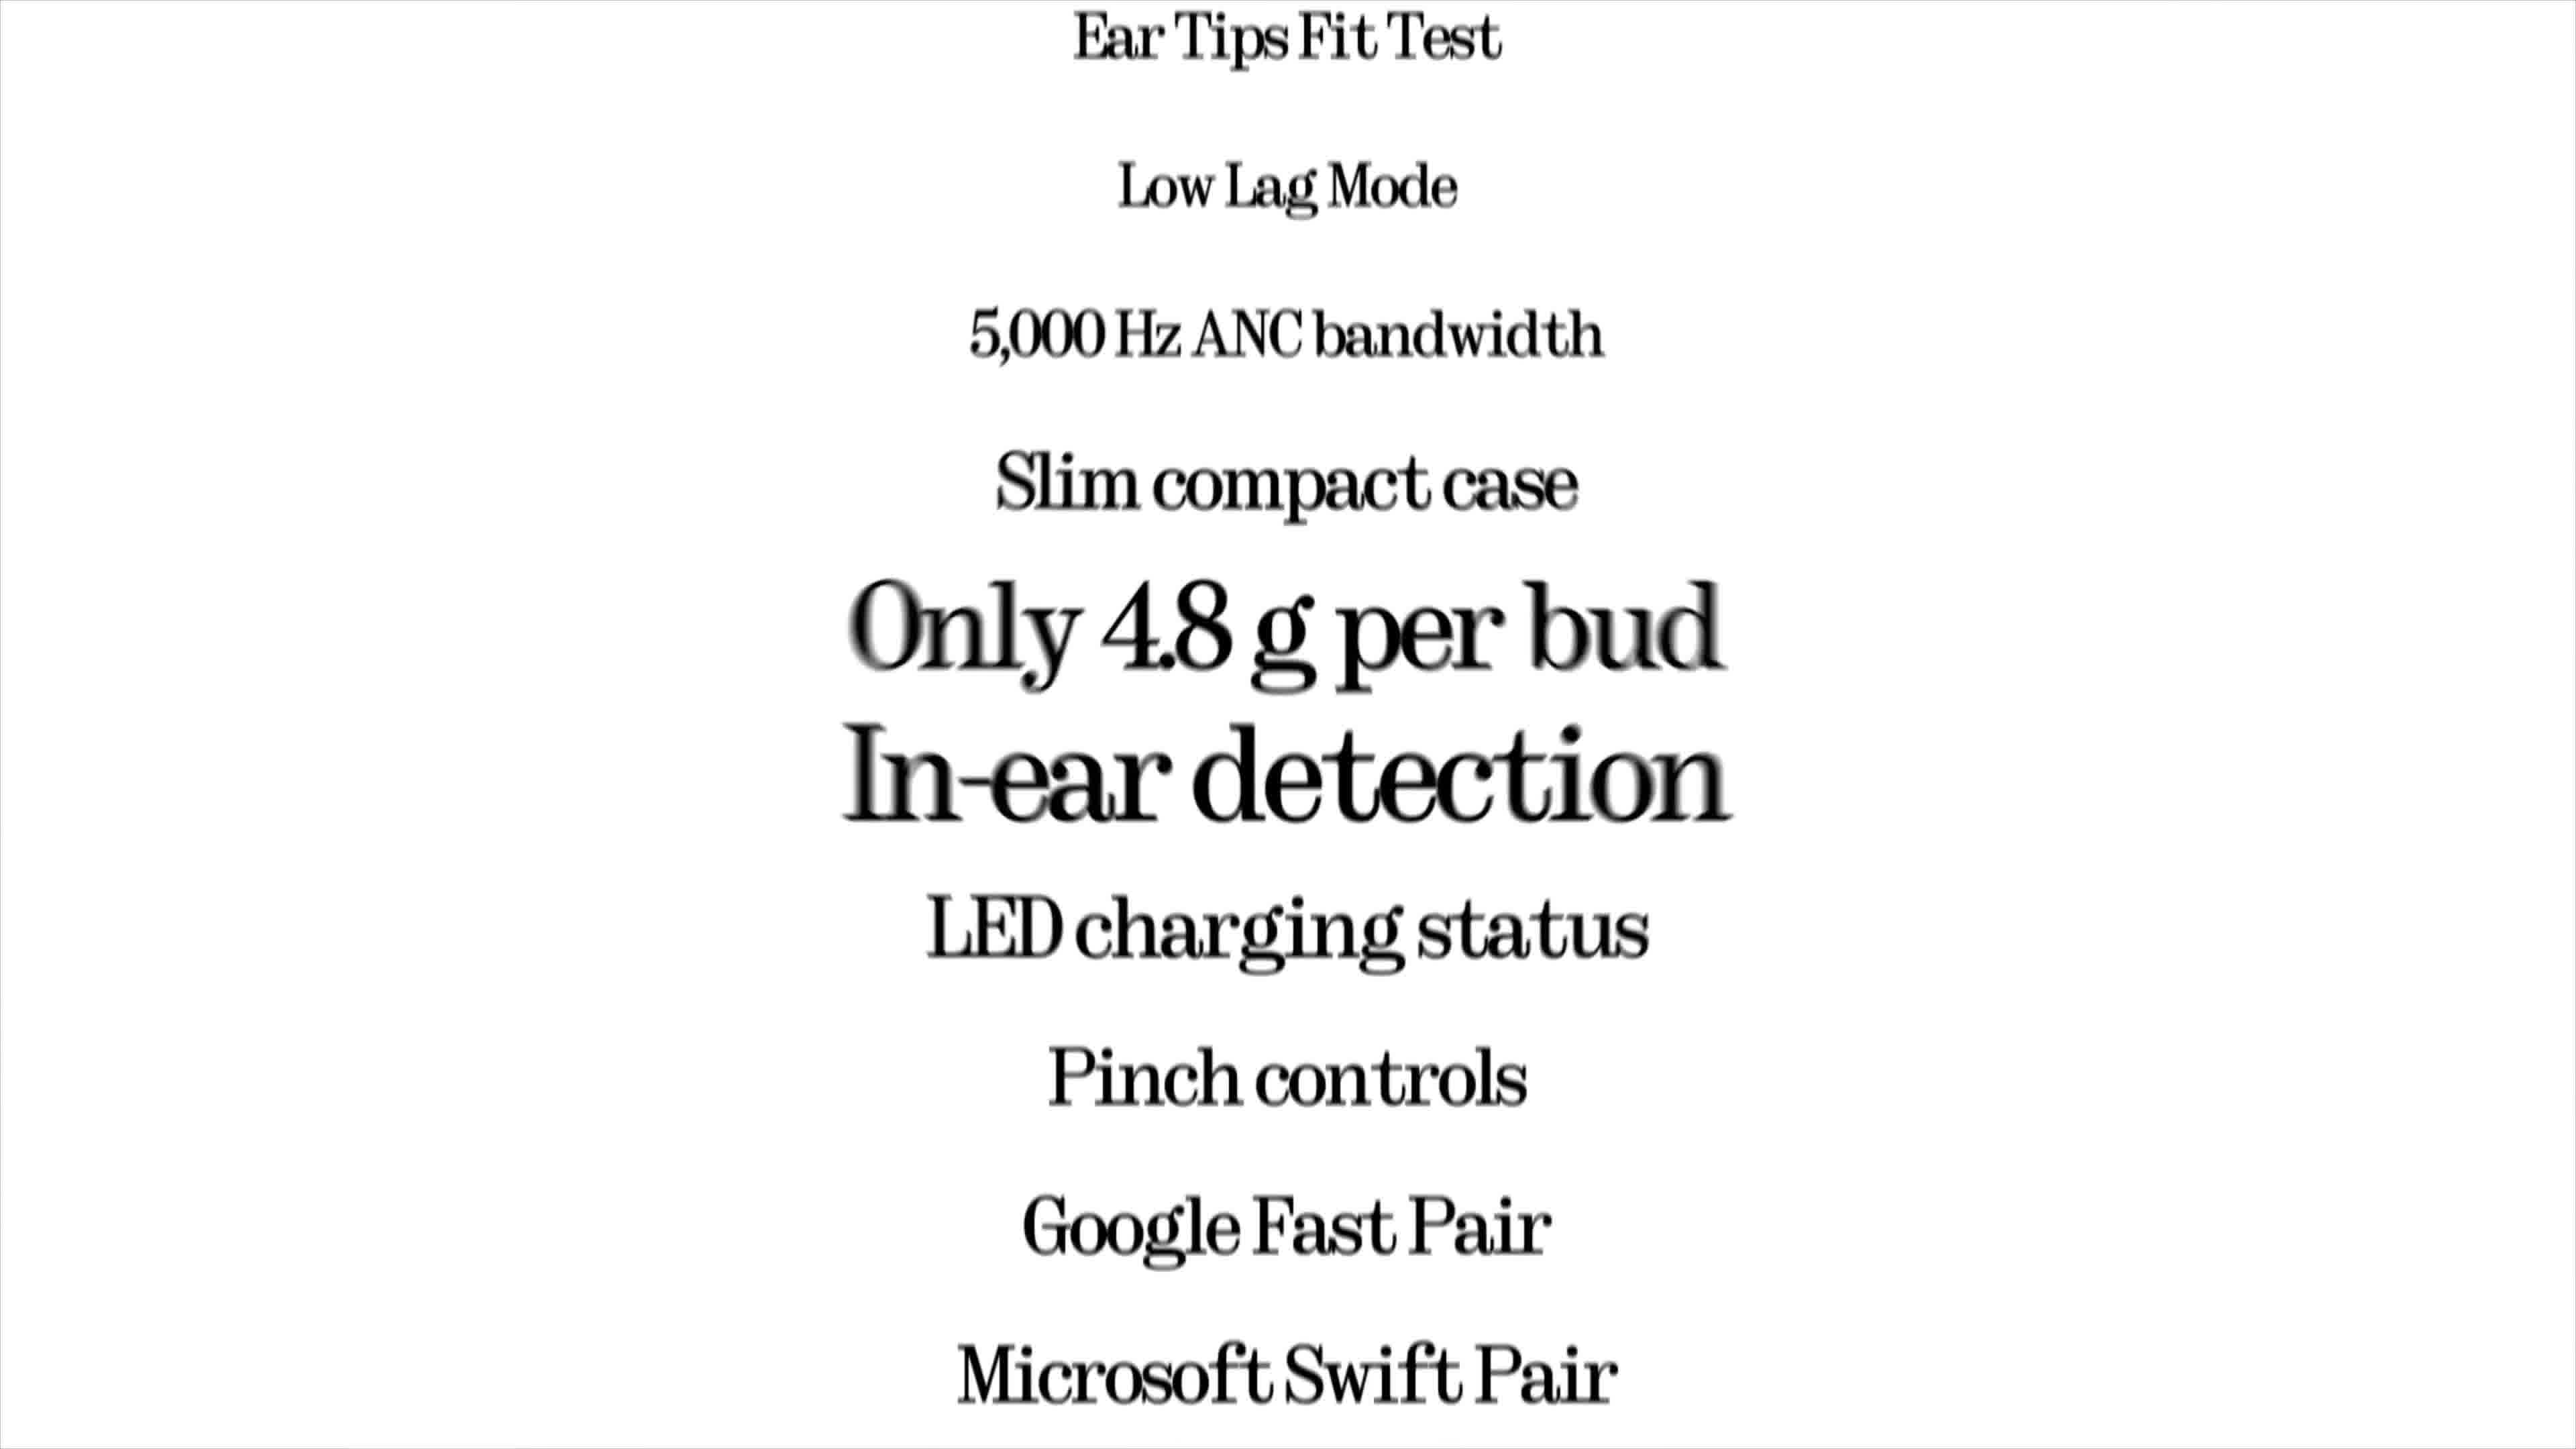 Ear Tips Fit Test
Low Lag Mode
5,000 Hz ANC bandwidth
Slim compact case
Only 4.8 g per bud
In-ear detection
LED charging status
Pinch controls
Google Fast Pair
Microsoft Swift Pair